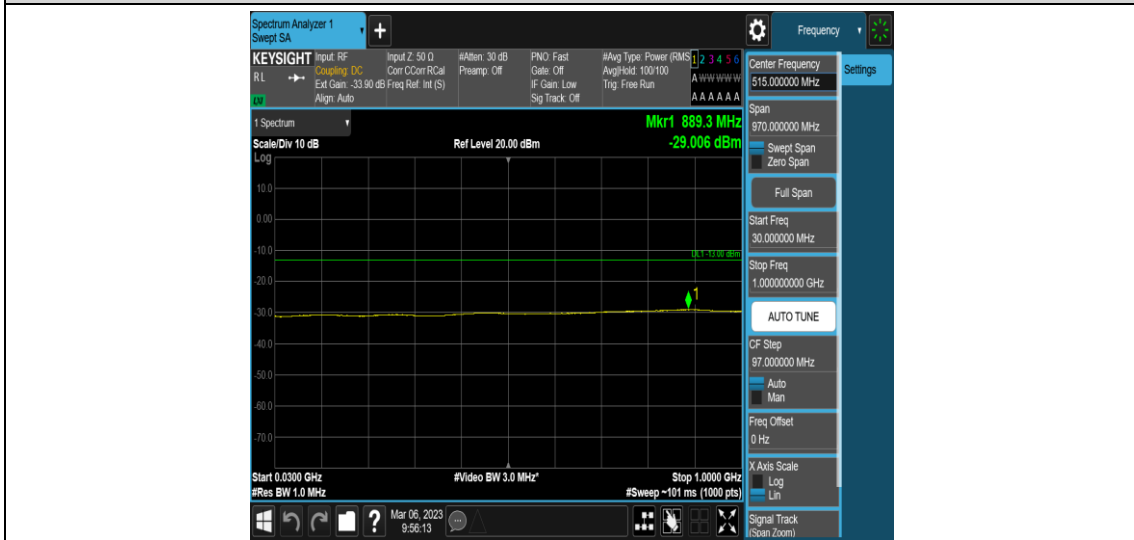 Spectrum Analyzer 1
Swept SA
+
Frequency
KEYSIGHT
RL
LXI
Input: RF
Coupling: DC
Ext Gain: -33.90 dB
Align: Auto
Input Z: 50 Ω
Corr CCorr RCal
Freq Ref: Int (S)
#Atten: 30 dB
Preamp: Off
PNO: Fast
Gate: Off
IF Gain: Low
Sig Track: Off
#Avg Type: Power (RMS
Avg|Hold: 100/100
Trig: Free Run
1 2 3 4 5 6
A W W W W W
A A A A A A
1 Spectrum
Mkr1 889.3 MHz
Scale/Div 10 dB
Ref Level 20.00 dBm
-29.006 dBm
Log
10.0
0.00
-10.0
DL1 -13.00 dBm
-20.0
1
-30.0
-40.0
-50.0
-60.0
-70.0
Start 0.0300 GHz
#Video BW 3.0 MHz*
Stop 1.0000 GHz
#Res BW 1.0 MHz
#Sweep ~101 ms (1000 pts)
?
Mar 06, 2023
9:56:13
Center Frequency
515.000000 MHz
Settings
Span
970.000000 MHz
Swept Span
Zero Span
Full Span
Start Freq
30.000000 MHz
Stop Freq
1.000000000 GHz
AUTO TUNE
CF Step
97.000000 MHz
Auto
Man
Freq Offset
0 Hz
X Axis Scale
Log
Lin
Signal Track
(Span Zoom)